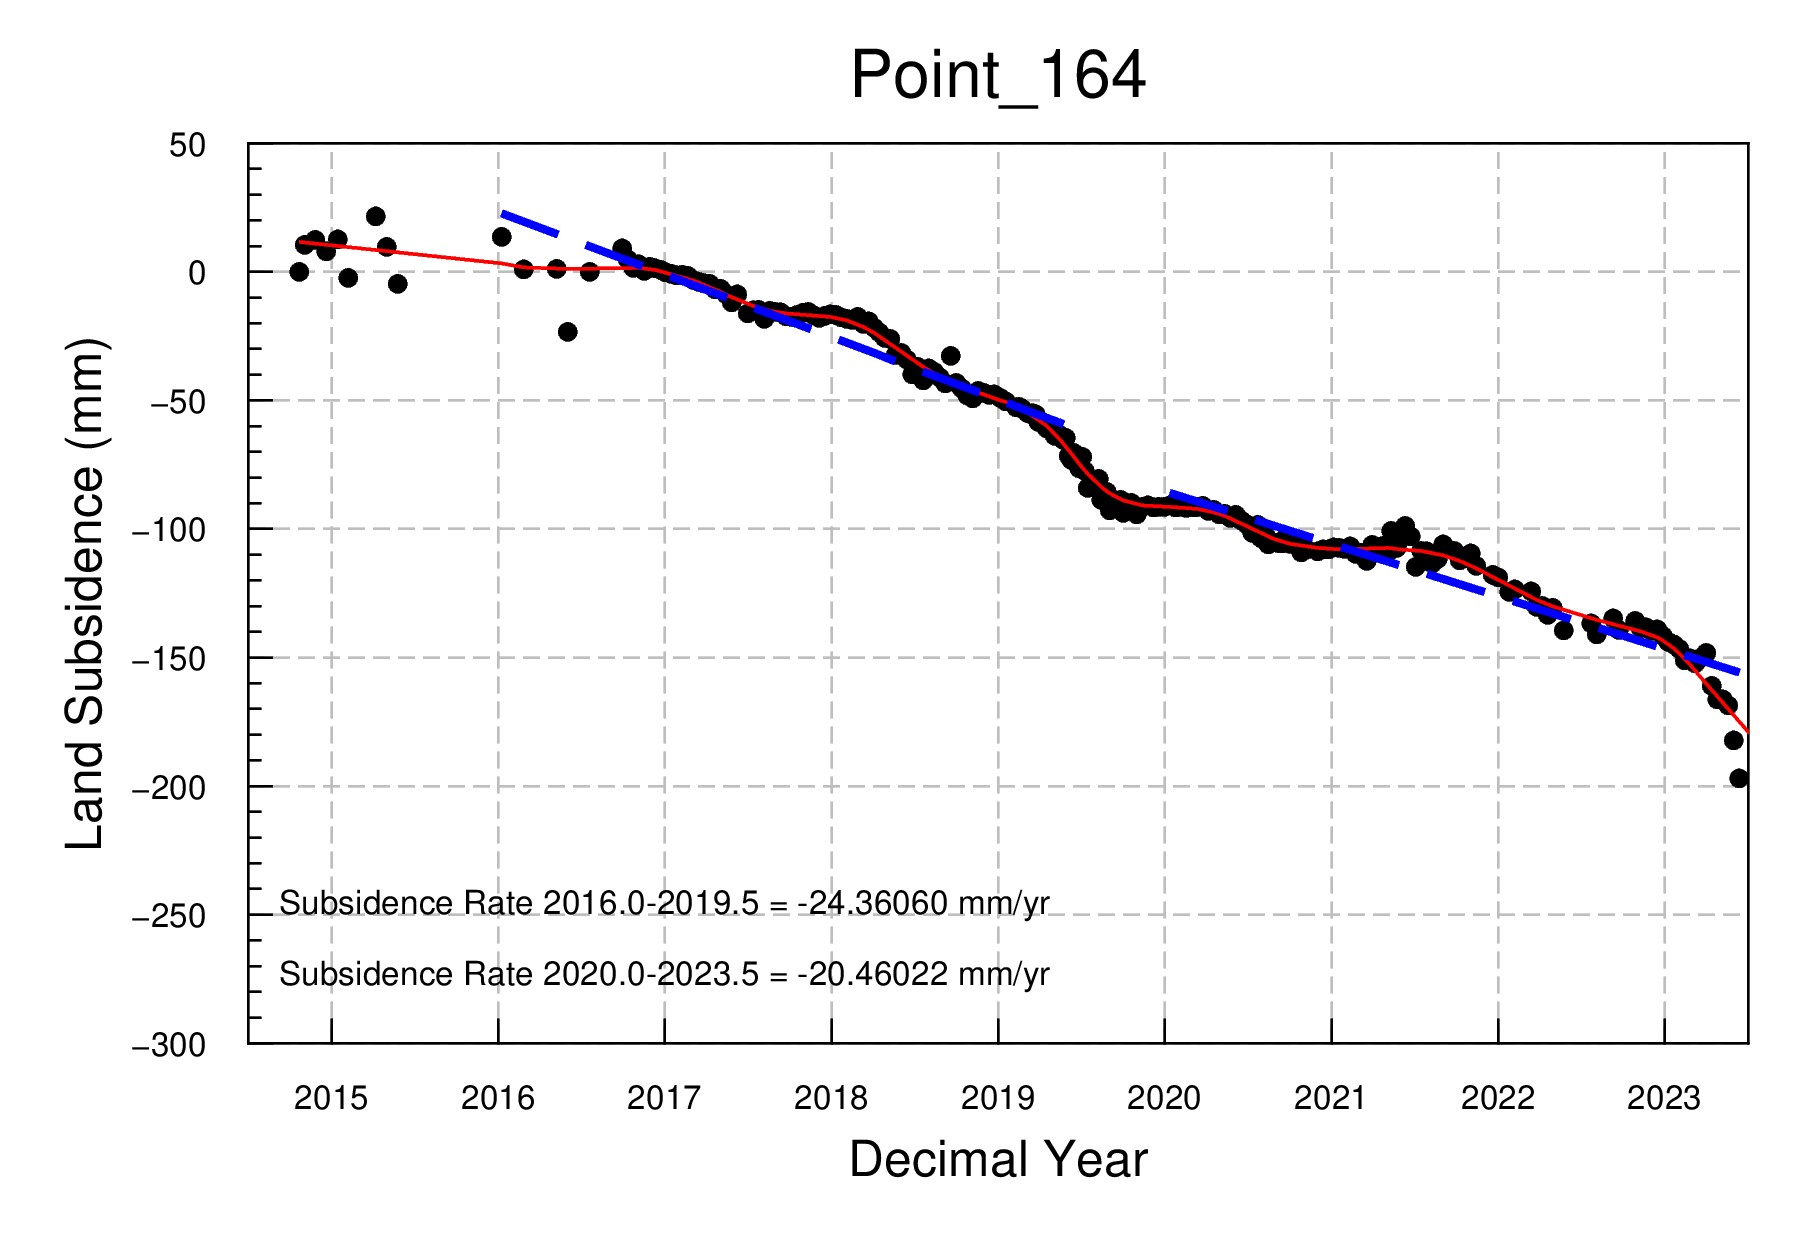 Point_164
50
0
−50
−100
−150
−200
−250
−300
Land Subsidence (mm)
Subsidence Rate 2016.0-2019.5 = -24.36060 mm/yr
Subsidence Rate 2020.0-2023.5 = -20.46022 mm/yr
2015 2016 2017 2018 2019 2020 2021 2022 2023
Decimal Year